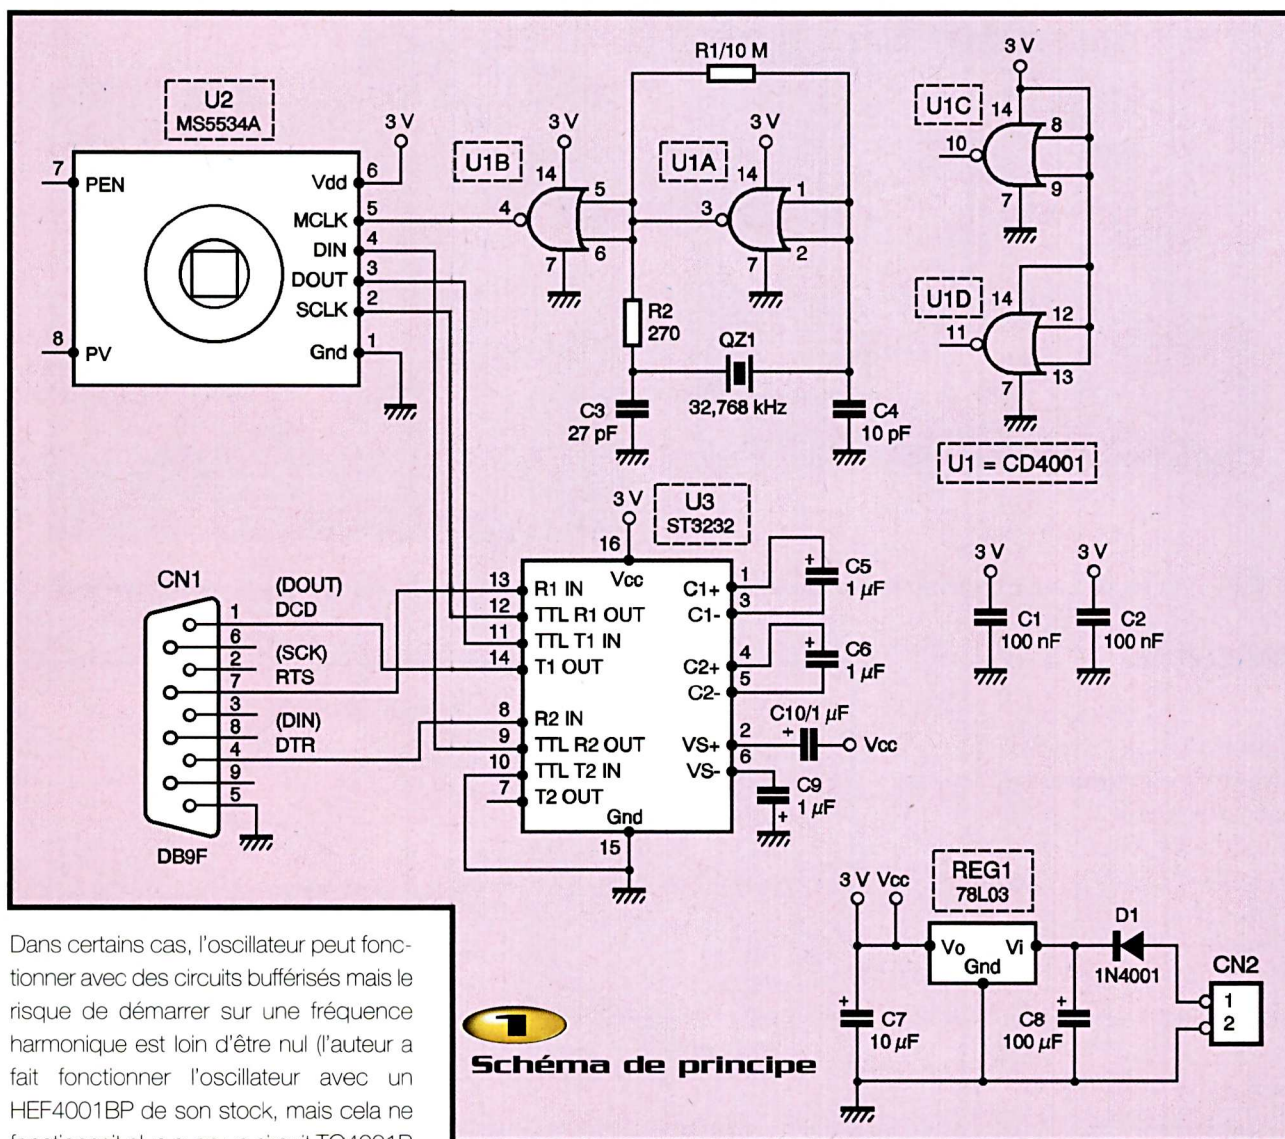 R1/10 M
U2
MS5534A
3 V
7
PEN
Vdd
6
MCLK
5
DIN
4
DOUT
3
SCLK
2
8
PV
Gnd
1
U1B
3 V
14
4
5
6
7
U1A
3 V
14
3
1
2
7
R2
270
QZ1
32,768 kHz
C3
27 pF
C4
10 pF
3 V
U1C
14
10
8
9
7
U1D
14
11
12
13
7
U1 = CD4001
3 V
U3
ST3232
16
Vcc
13
R1 IN
12
TTL R1 OUT
11
TTL T1 IN
14
T1 OUT
8
R2 IN
9
TTL R2 OUT
10
TTL T2 IN
7
T2 OUT
Gnd
15
C1+
1
C1-
3
C2+
4
C2-
5
VS+
2
VS-
6
+
C5
1 µF
+
C6
1 µF
C10/1 µF
+
Vcc
C9
1 µF
+
3 V
C1
100 nF
3 V
C2
100 nF
CN1
(DOUT)
1
DCD
6
2
(SCK)
7
RTS
3
8
(DIN)
4
DTR
9
5
DB9F
3 V Vcc
REG1
78L03
Vo
Vi
Gnd
D1
1N4001
CN2
1
2
+
C7
10 µF
+
C8
100 µF
Dans certains cas, l'oscillateur peut fonc-
tionner avec des circuits bufférisés mais le
risque de démarrer sur une fréquence
harmonique est loin d'être nul (l'auteur a
fait fonctionner l'oscillateur avec un
HEF4001BP de son stock, mais cela ne
1
Schéma de principe